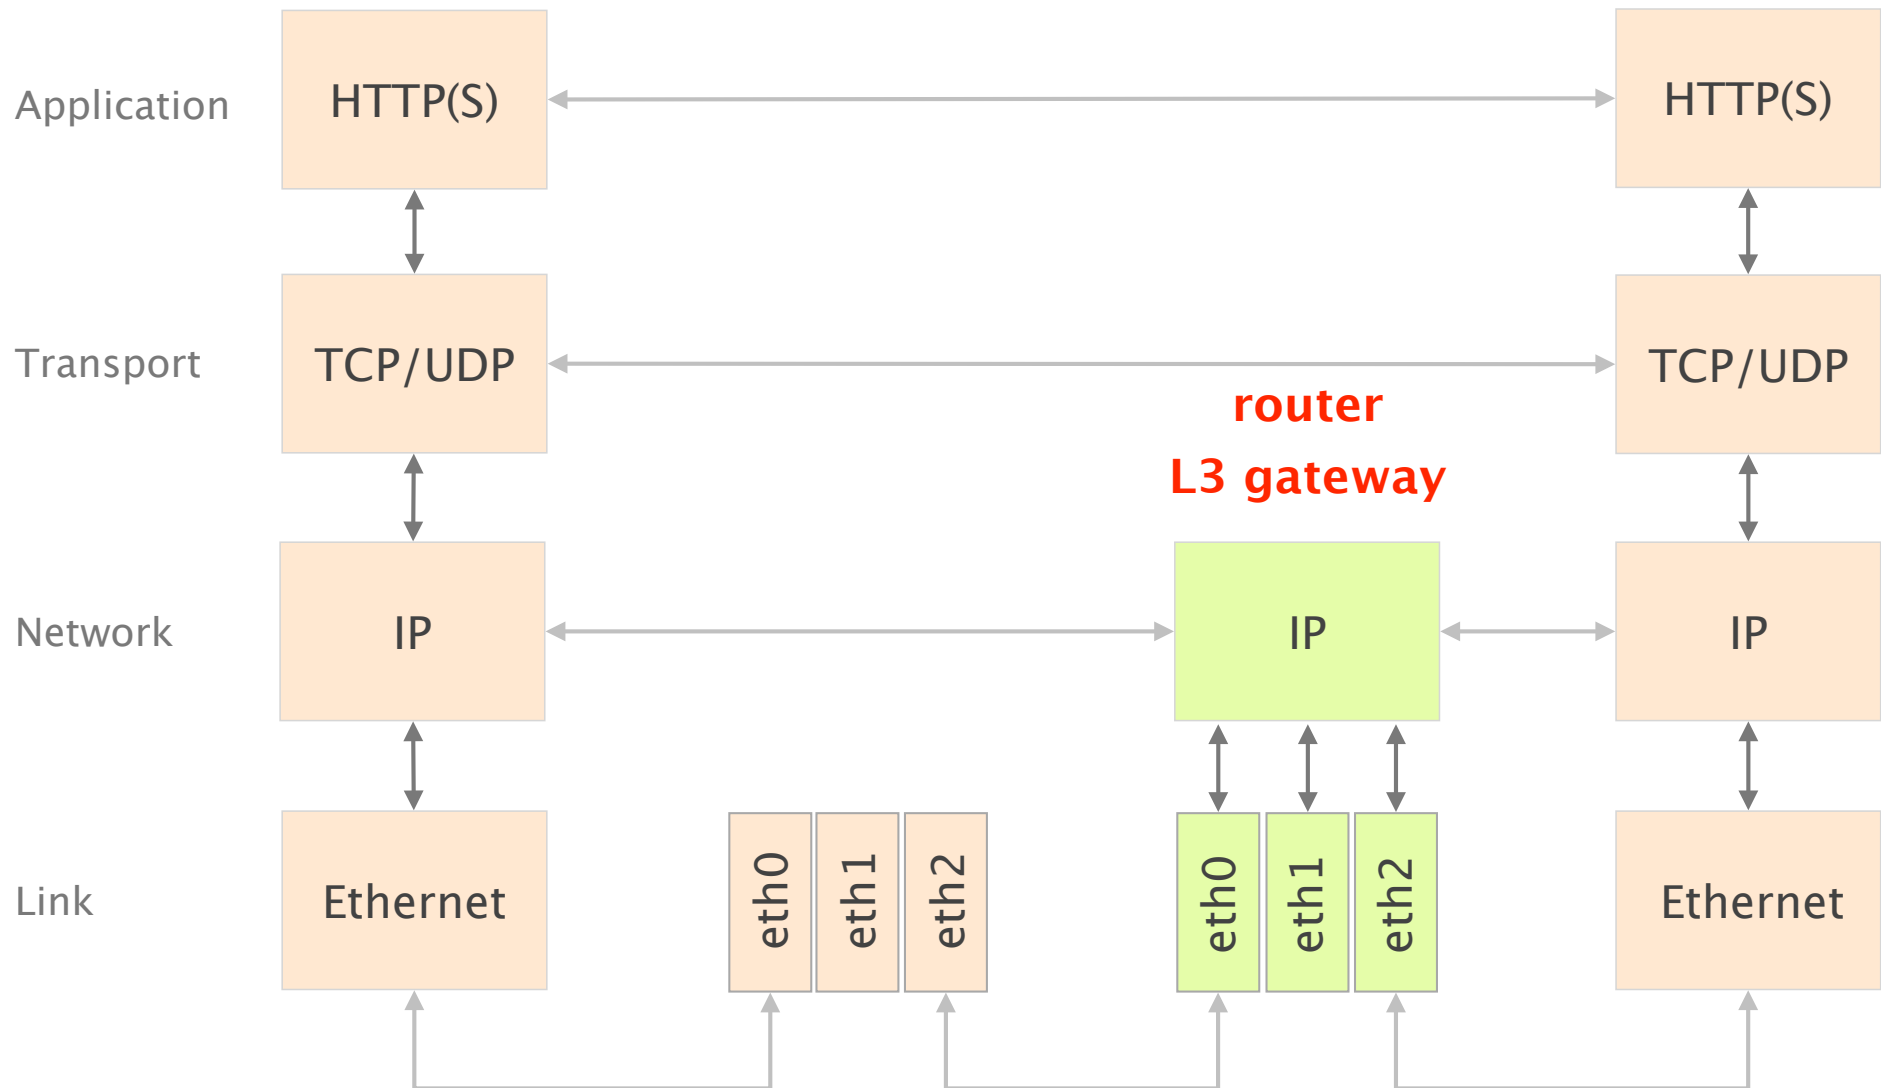 Application
HTTP(S)
HTTP(S)
Transport
TCP/UDP
TCP/UDP
router
L3 gateway
Network
IP
IP
IP
Link
Ethernet
eth0
eth1
eth2
eth0
eth1
eth2
Ethernet